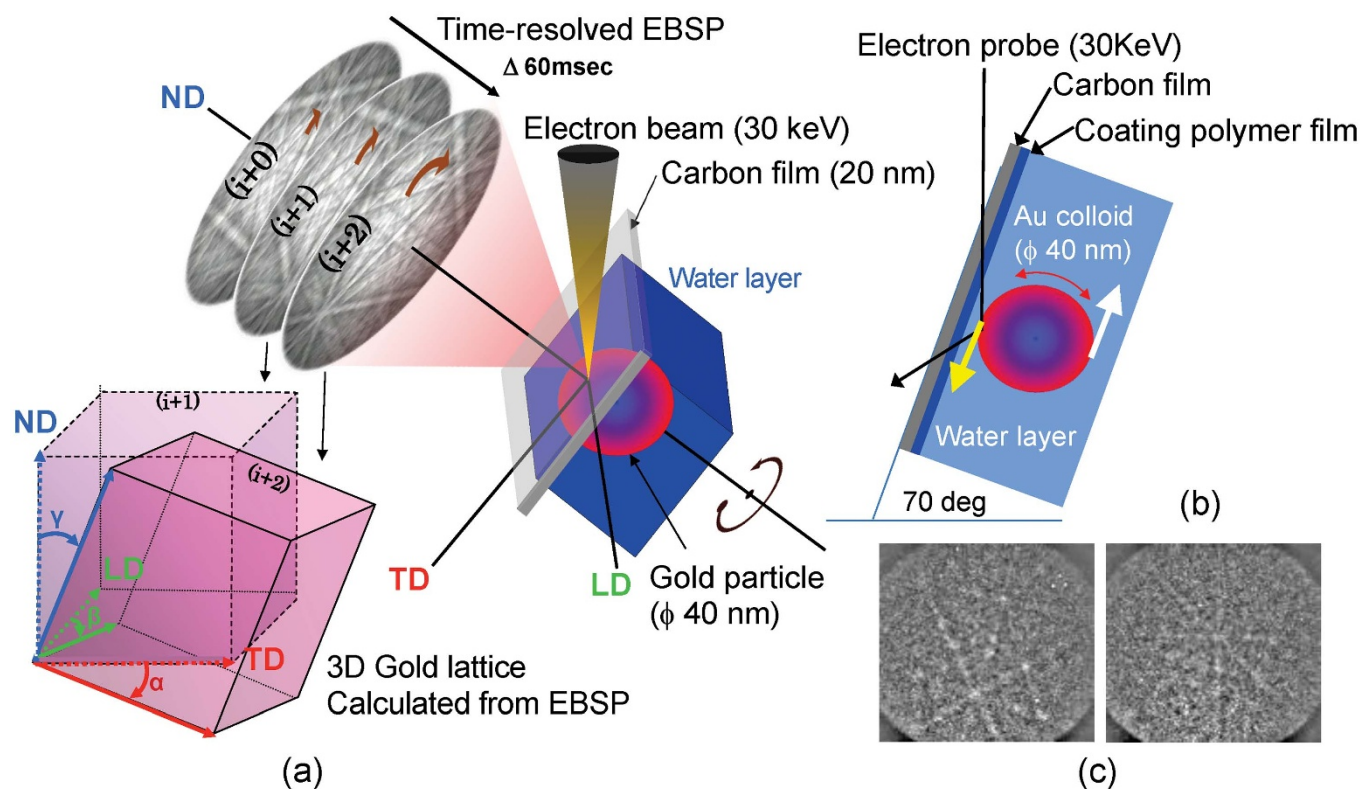 Time-resolved EBSP
Δ 60msec
ND
(i+0)
(i+1)
(i+2)
Electron beam (30 keV)
Carbon film (20 nm)
Water layer
TD
LD
Gold particle
(ϕ 40 nm)
ND
(i+1)
(i+2)
γ
LD
β
TD
α
3D Gold lattice
Calculated from EBSP
(a)
Electron probe (30KeV)
Carbon film
Coating polymer film
Au colloid
(ϕ 40 nm)
Water layer
70 deg
(b)
(c)